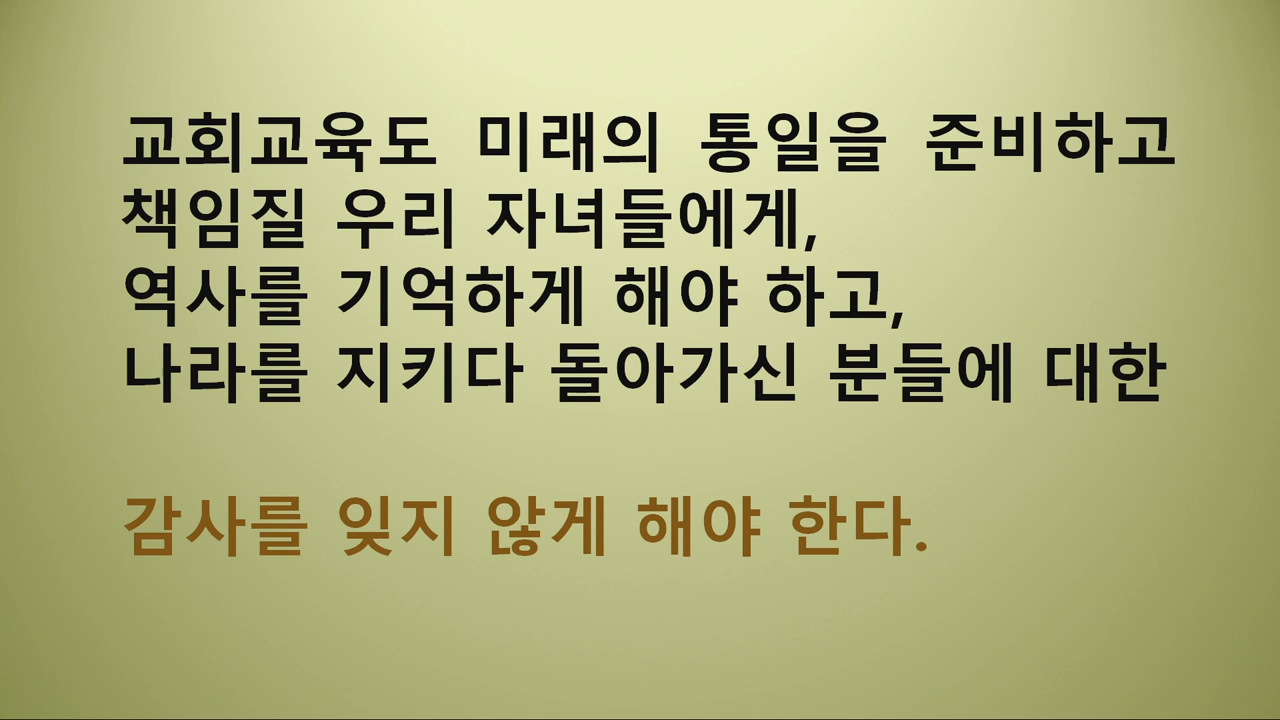 교회교육도 미래의 통일을 준비하고
책임질 우리 자녀들에게,
역사를 기억하게 해야 하고,
나라를 지키다 돌아가신 분들에 대한
감사를 잊지 않게 해야 한다.